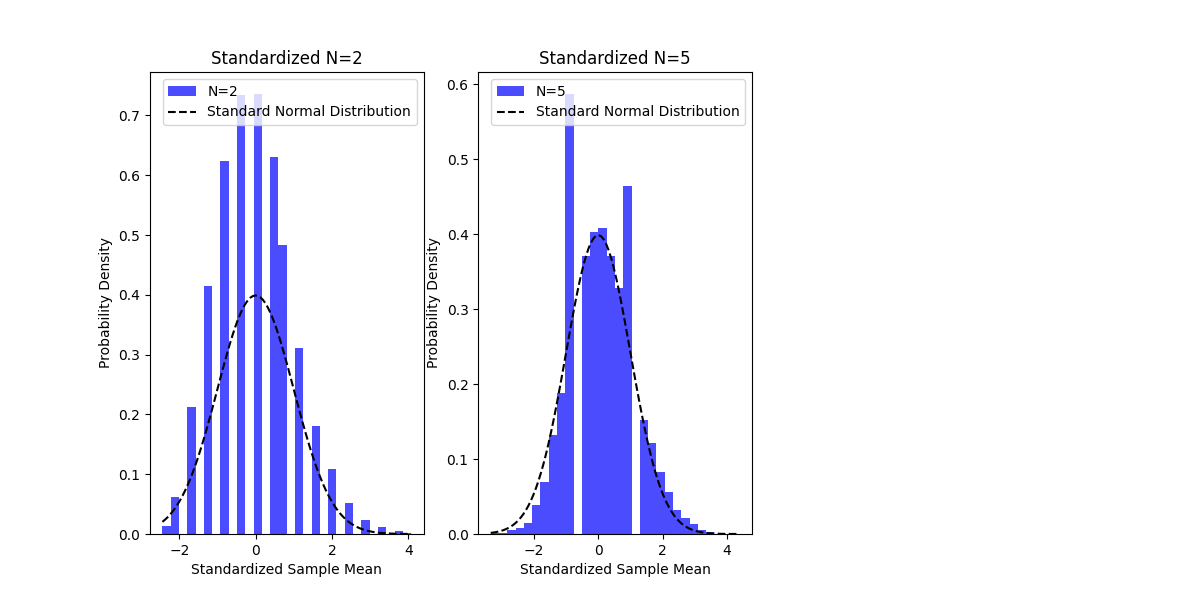 Standardized N=2
N=2
Standard Normal Distribution
Probability Density
0.7
0.6
0.5
0.4
0.3
0.2
0.1
0.0
−2
0
2
4
Standardized Sample Mean
Standardized N=5
N=5
Standard Normal Distribution
Probability Density
0.6
0.5
0.4
0.3
0.2
0.1
0.0
−2
0
2
4
Standardized Sample Mean